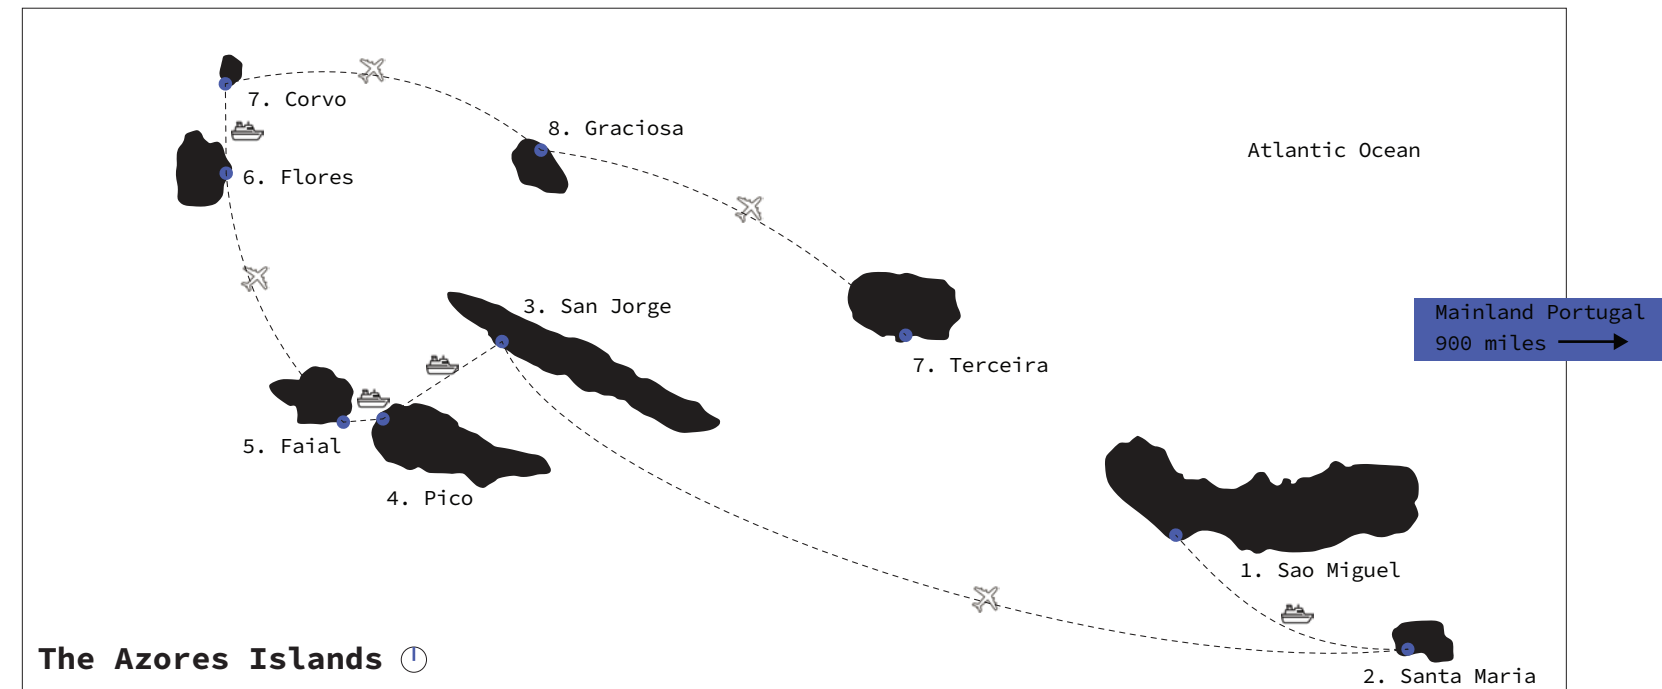 7. Corvo
8. Graciosa
Atlantic Ocean
6. Flores
3. San Jorge
Mainland Portugal
900 miles
7. Terceira
5. Faial
4. Pico
1. Sao Miguel
The Azores Islands
2. Santa Maria